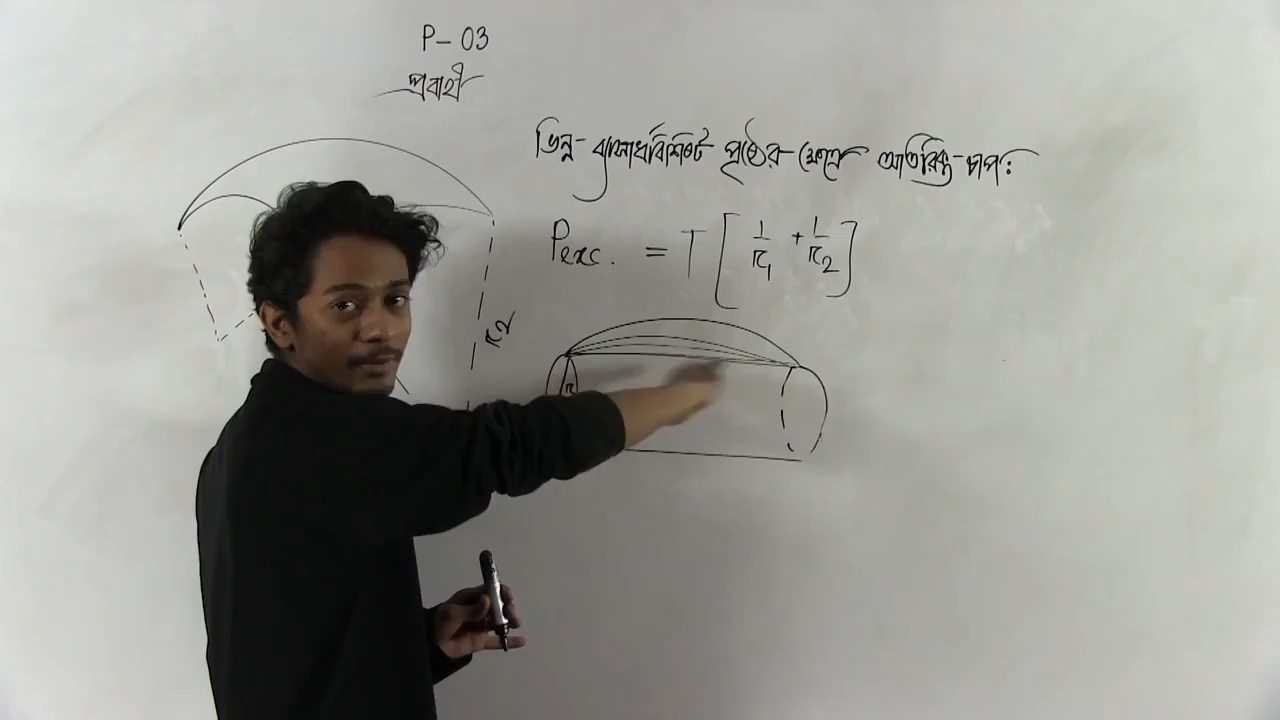 P- 03
প্রবাহী
ভিন্ন ব্যাসার্ধবিশিষ্ট পৃষ্ঠের ক্ষেত্রে অতিরিক্ত চাপ:
Pexc. = T [ 1/r1 + 1/r2 ]
r2
r